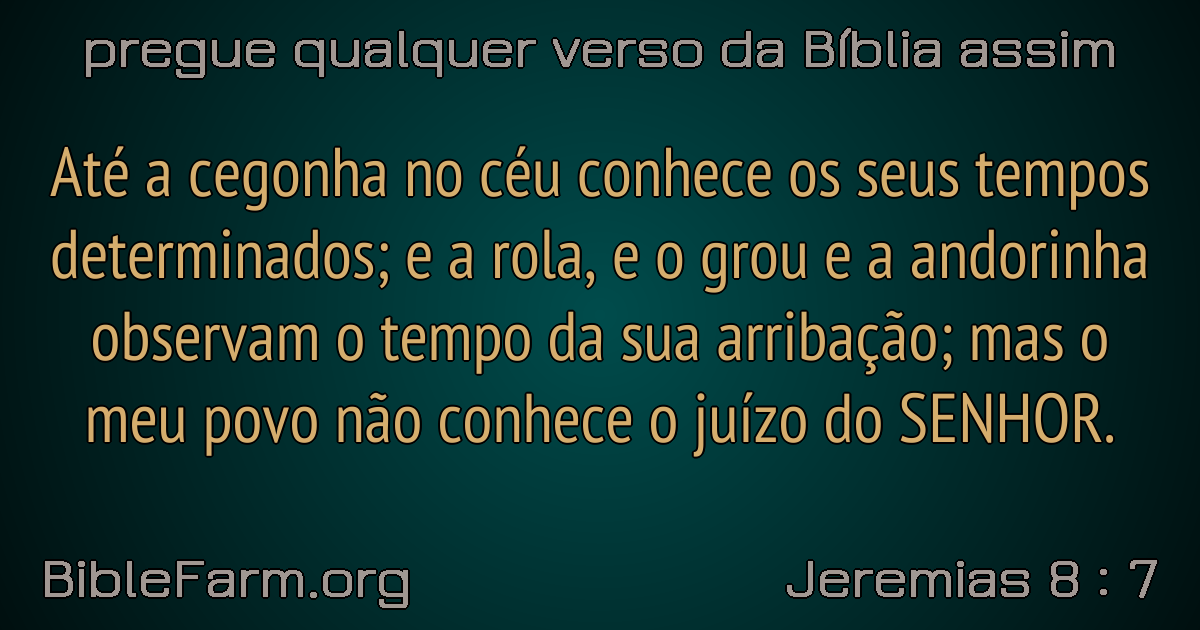 pregue qualquer verso da Bíblia assim
Até a cegonha no céu conhece os seus tempos
determinados; e a rola, e o grou e a andorinha
observam o tempo da sua arribação; mas o
meu povo não conhece o juízo do SENHOR.
BibleFarm.org
Jeremias 8 : 7